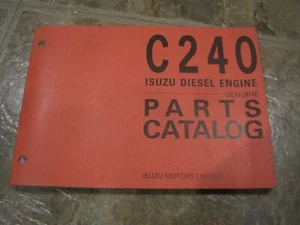 C240
ISUZU DIESEL ENGINE
GENUINE
PARTS
CATALOG
ISUZU MOTORS LIMITED